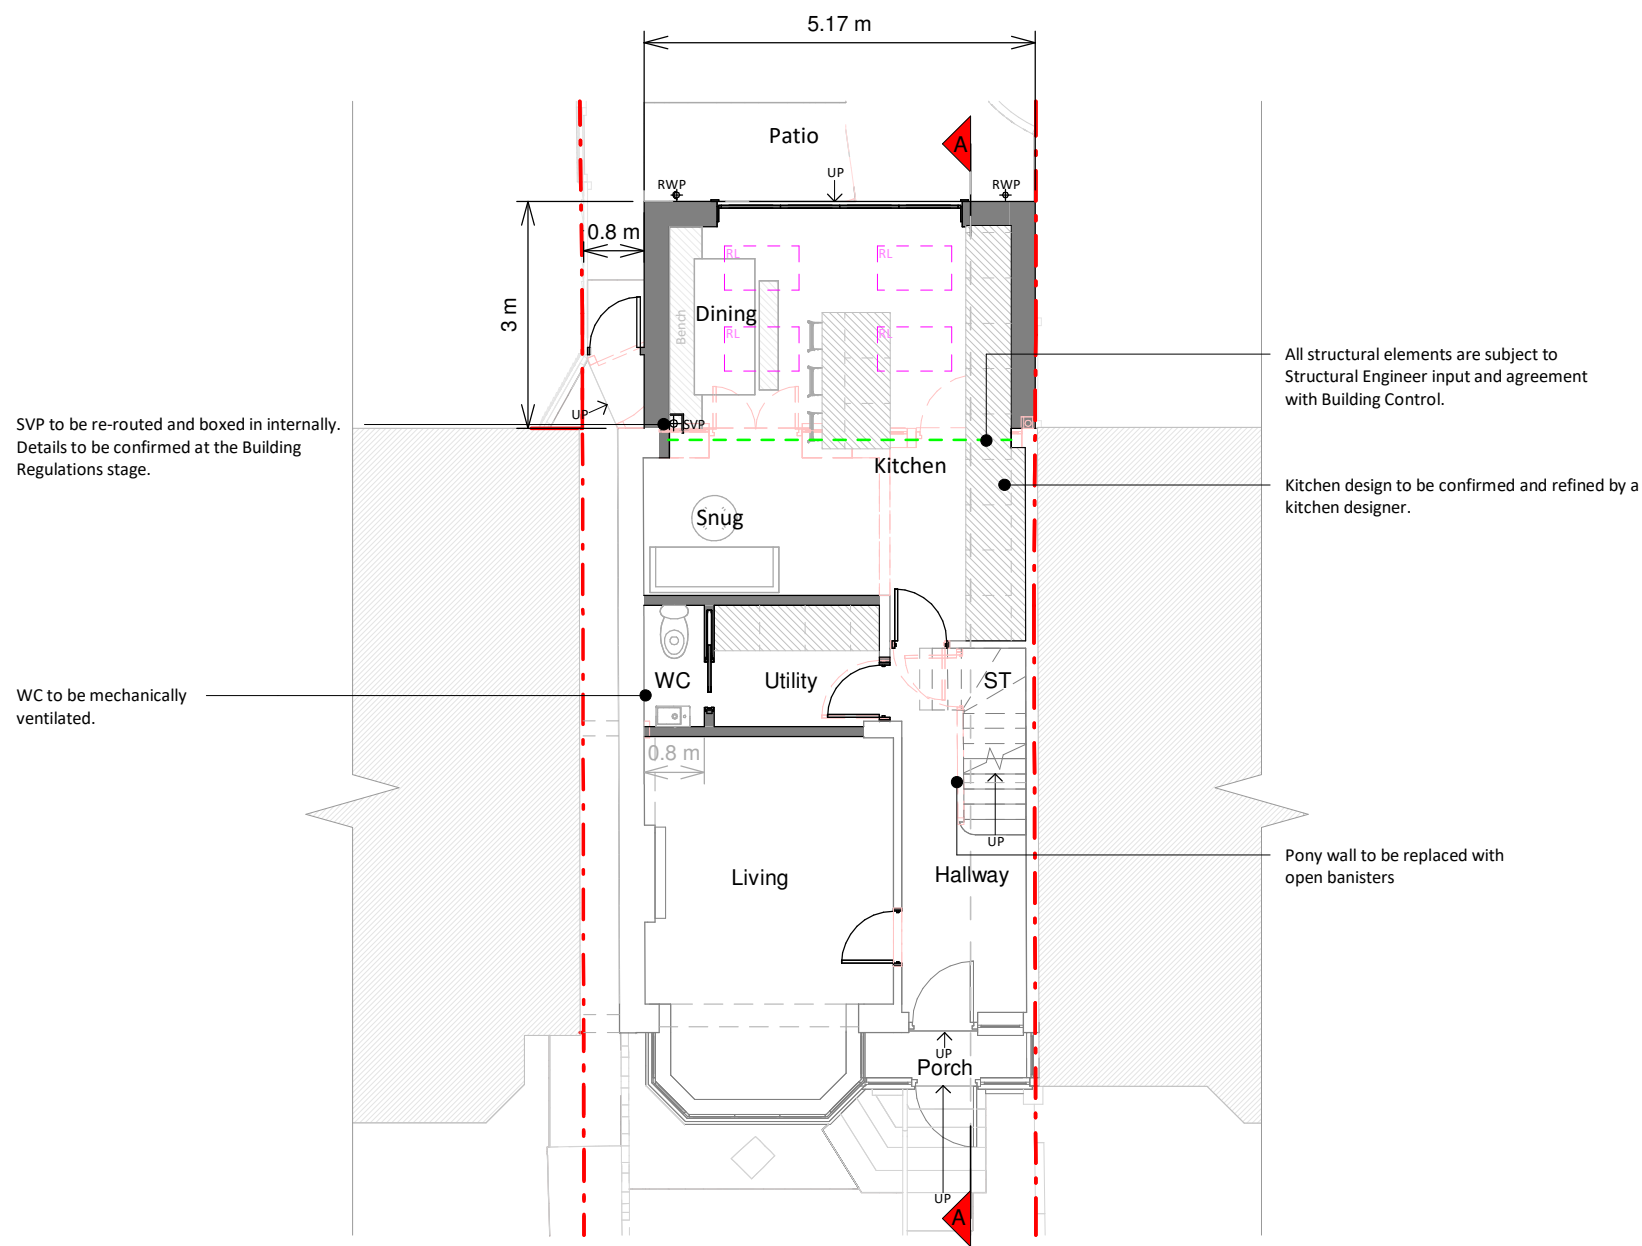 5.17 m
Patio
A
UP
RWP
RWP
0.8 m
3 m
RL
RL
Dining
Bench
RL
RL
All structural elements are subject to
Structural Engineer input and agreement
with Building Control.
UP
SVP
SVP to be re-routed and boxed in internally.
Details to be confirmed at the Building
Regulations stage.
Kitchen
Kitchen design to be confirmed and refined by a
kitchen designer.
Snug
WC
Utility
ST
WC to be mechanically
ventilated.
0.8 m
UP
Pony wall to be replaced with
open banisters
Living
Hallway
UP
Porch
UP
A